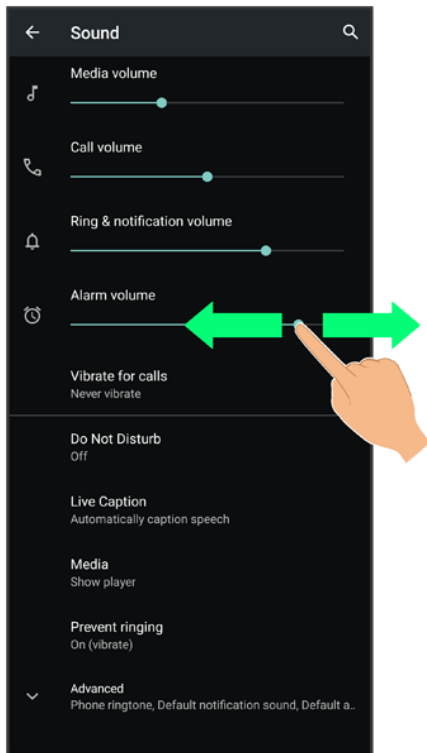 Sound
Media volume
Call volume
Ring & notification volume
Alarm volume
Vibrate for calls
Never vibrate
Do Not Disturb
Off
Live Caption
Automatically caption speech
Media
Show player
Prevent ringing
On (vibrate)
Advanced
Phone ringtone, Default notification sound, Default a..